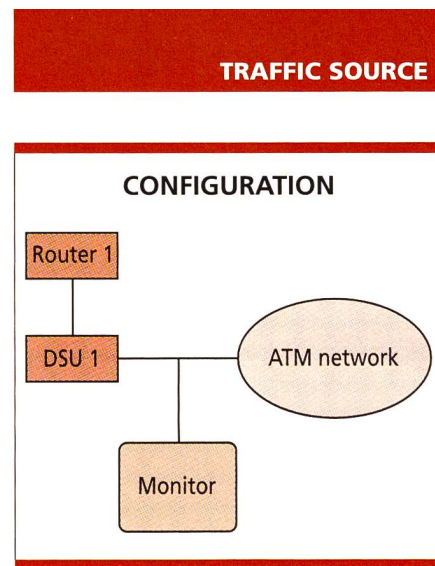 TRAFFIC SOURCE
CONFIGURATION
Router 1
DSU 1
ATM network
Monitor